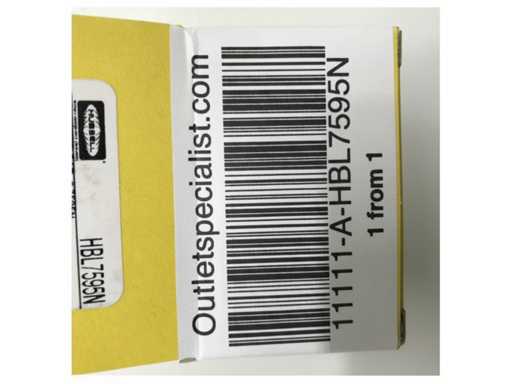 Outletspecialist.com
11111-A-HBL7595N
1 from 1
HBL7595N